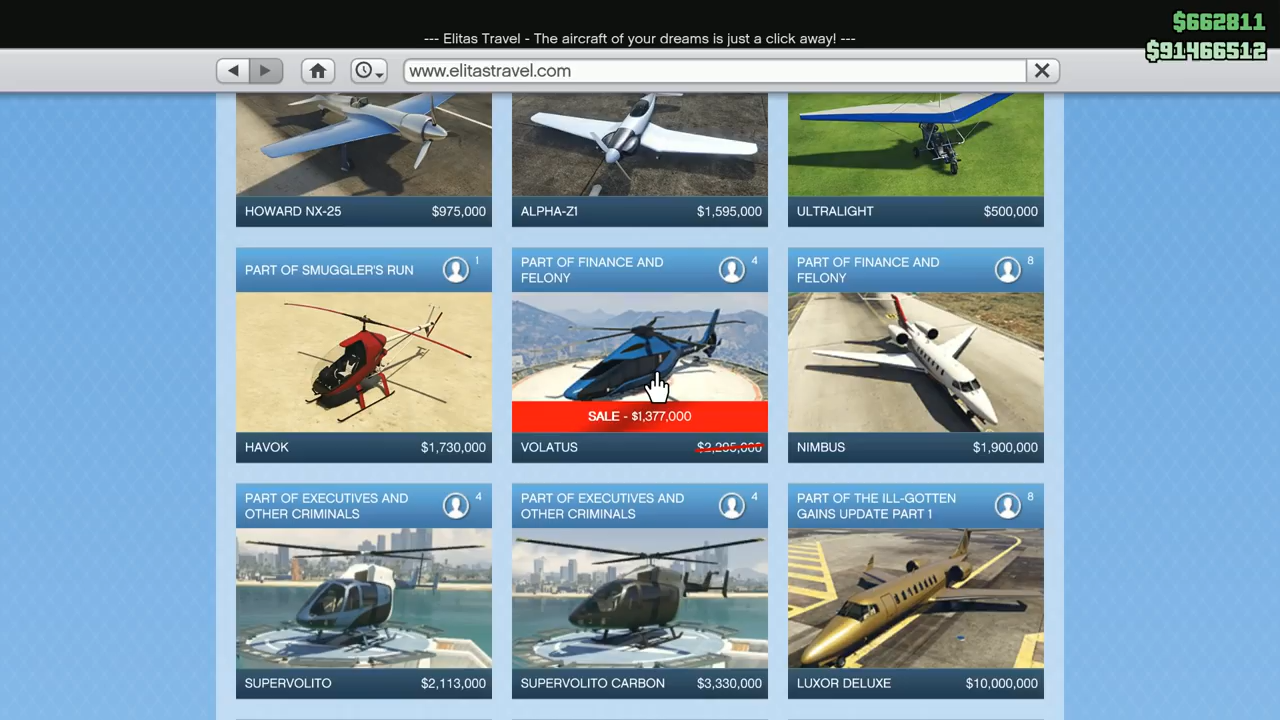 --- Elitas Travel - The aircraft of your dreams is just a click away! ---
$662811
$91466512
www.elitastravel.com
HOWARD NX-25 $975,000
ALPHA-Z1 $1,595,000
ULTRALIGHT $500,000
PART OF SMUGGLER'S RUN 1
PART OF FINANCE AND 4
FELONY
PART OF FINANCE AND 8
FELONY
SALE - $1,377,000
HAVOK $1,730,000
VOLATUS $2,295,000
NIMBUS $1,900,000
PART OF EXECUTIVES AND 4
OTHER CRIMINALS
PART OF EXECUTIVES AND 4
OTHER CRIMINALS
PART OF THE ILL-GOTTEN 8
GAINS UPDATE PART 1
SUPERVOLITO $2,113,000
SUPERVOLITO CARBON $3,330,000
LUXOR DELUXE $10,000,000